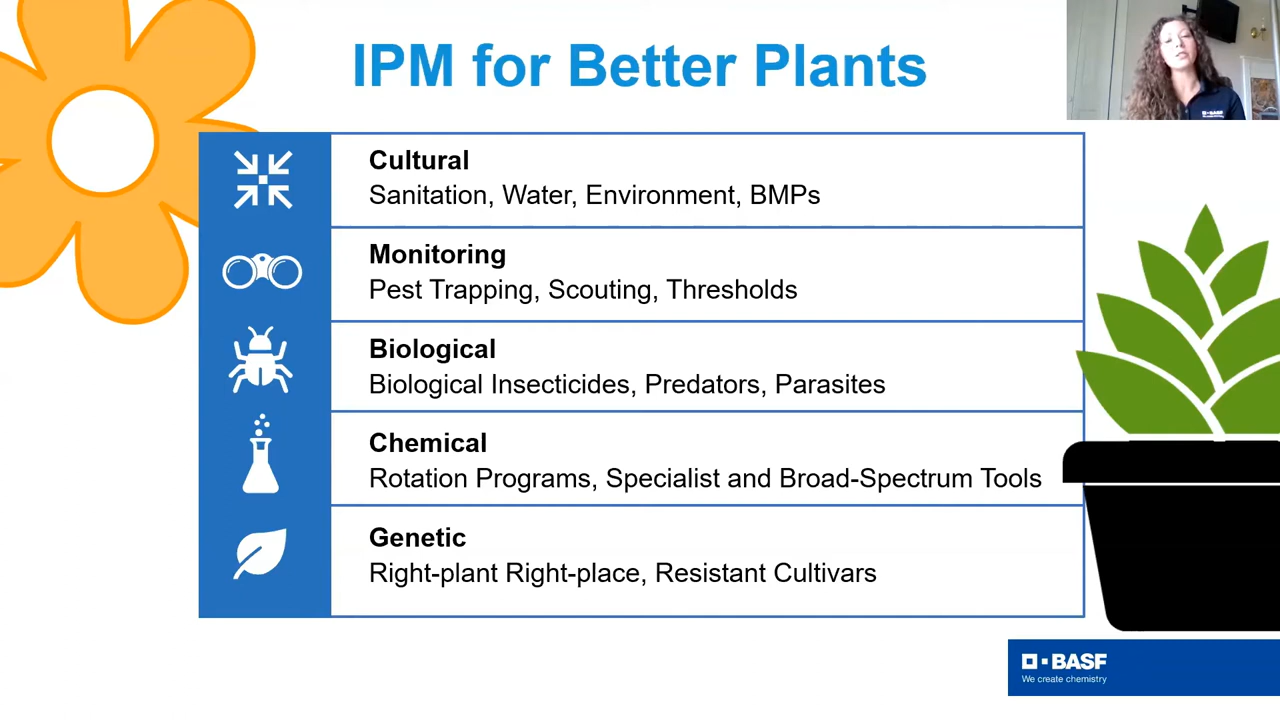 IPM for Better Plants
Cultural
Sanitation, Water, Environment, BMPs
Monitoring
Pest Trapping, Scouting, Thresholds
Biological
Biological Insecticides, Predators, Parasites
Chemical
Rotation Programs, Specialist and Broad-Spectrum Tools
Genetic
Right-plant Right-place, Resistant Cultivars
BASF
We create chemistry
BASF